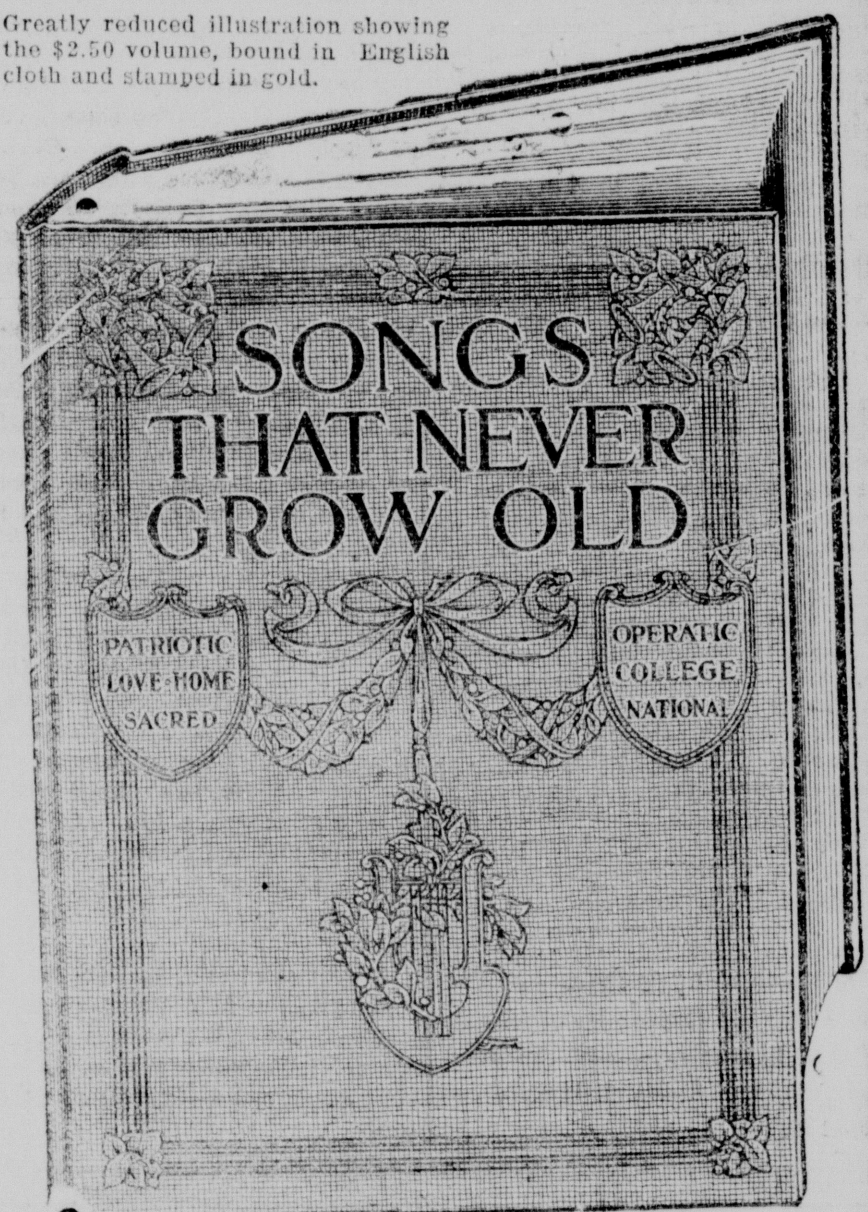 Greatly reduced illustration showing
the $2.50 volume, bound in English
cloth and stamped in gold.
SONGS
THAT NEVER
GROW OLD
PATRIOTIC
LOVE-HOME
SACRED
OPERATIC
COLLEGE
NATIONAL